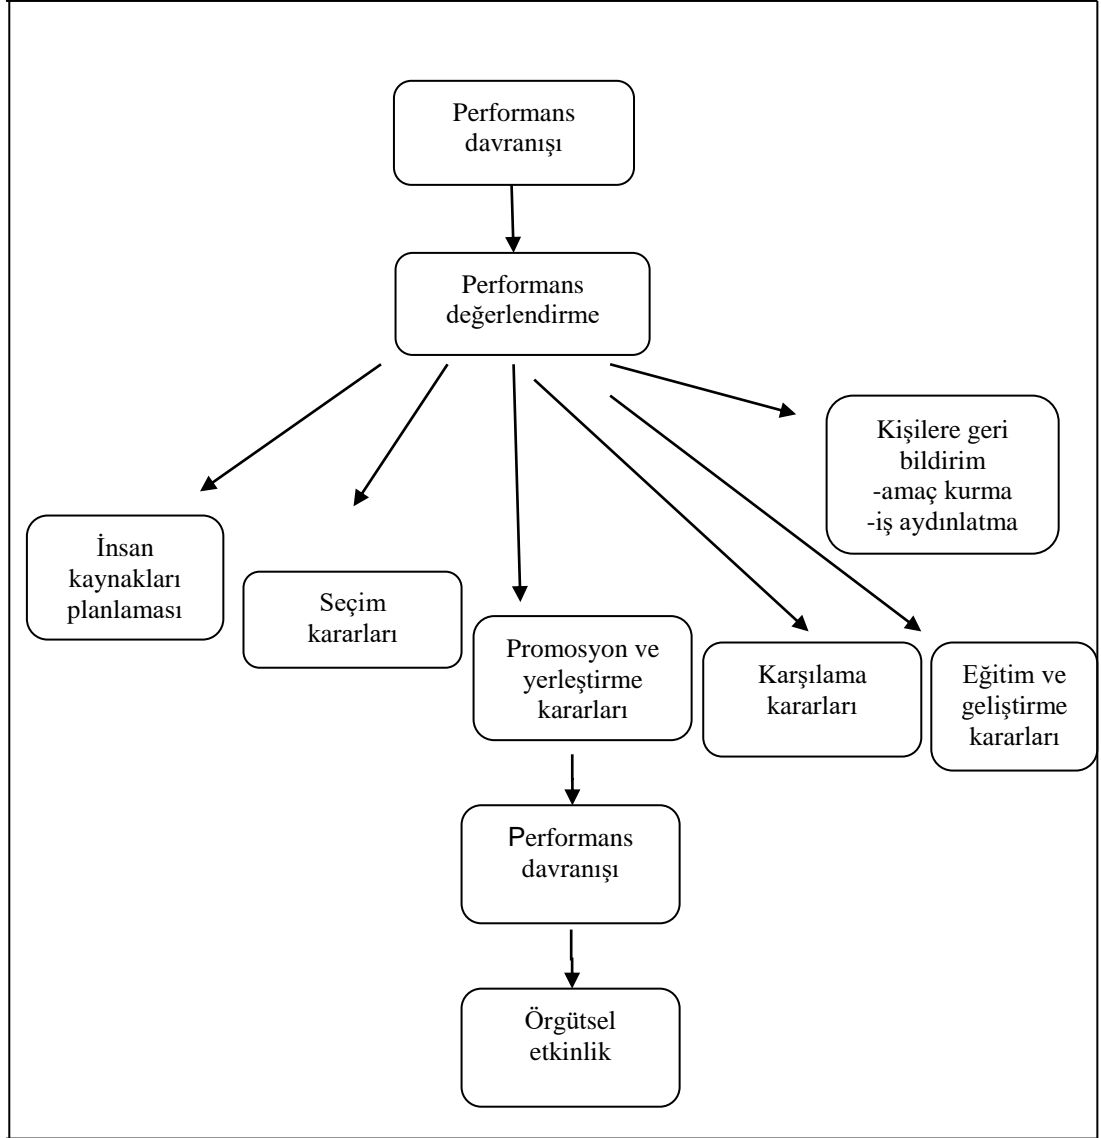 Performans
davranışı
Performans
değerlendirme
Kişilere geri
bildirim
-amaç kurma
-iş aydınlatma
İnsan
kaynakları
planlaması
Seçim
kararları
Promosyon ve
yerleştirme
kararları
Karşılama
kararları
Eğitim ve
geliştirme
kararları
Performans
davranışı
Örgütsel
etkinlik